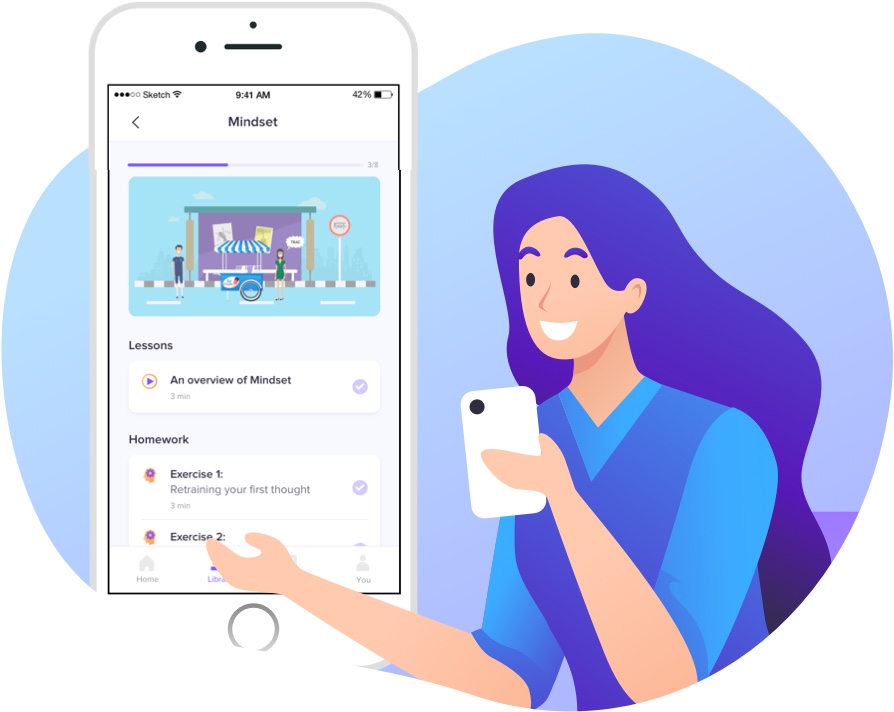 Sketch 9:41 AM 42%
Mindset
3/8
Lessons
An overview of Mindset
3 min
Homework
Exercise 1:
Retraining your first thought
3 min
Exercise 2:
Home Libra You